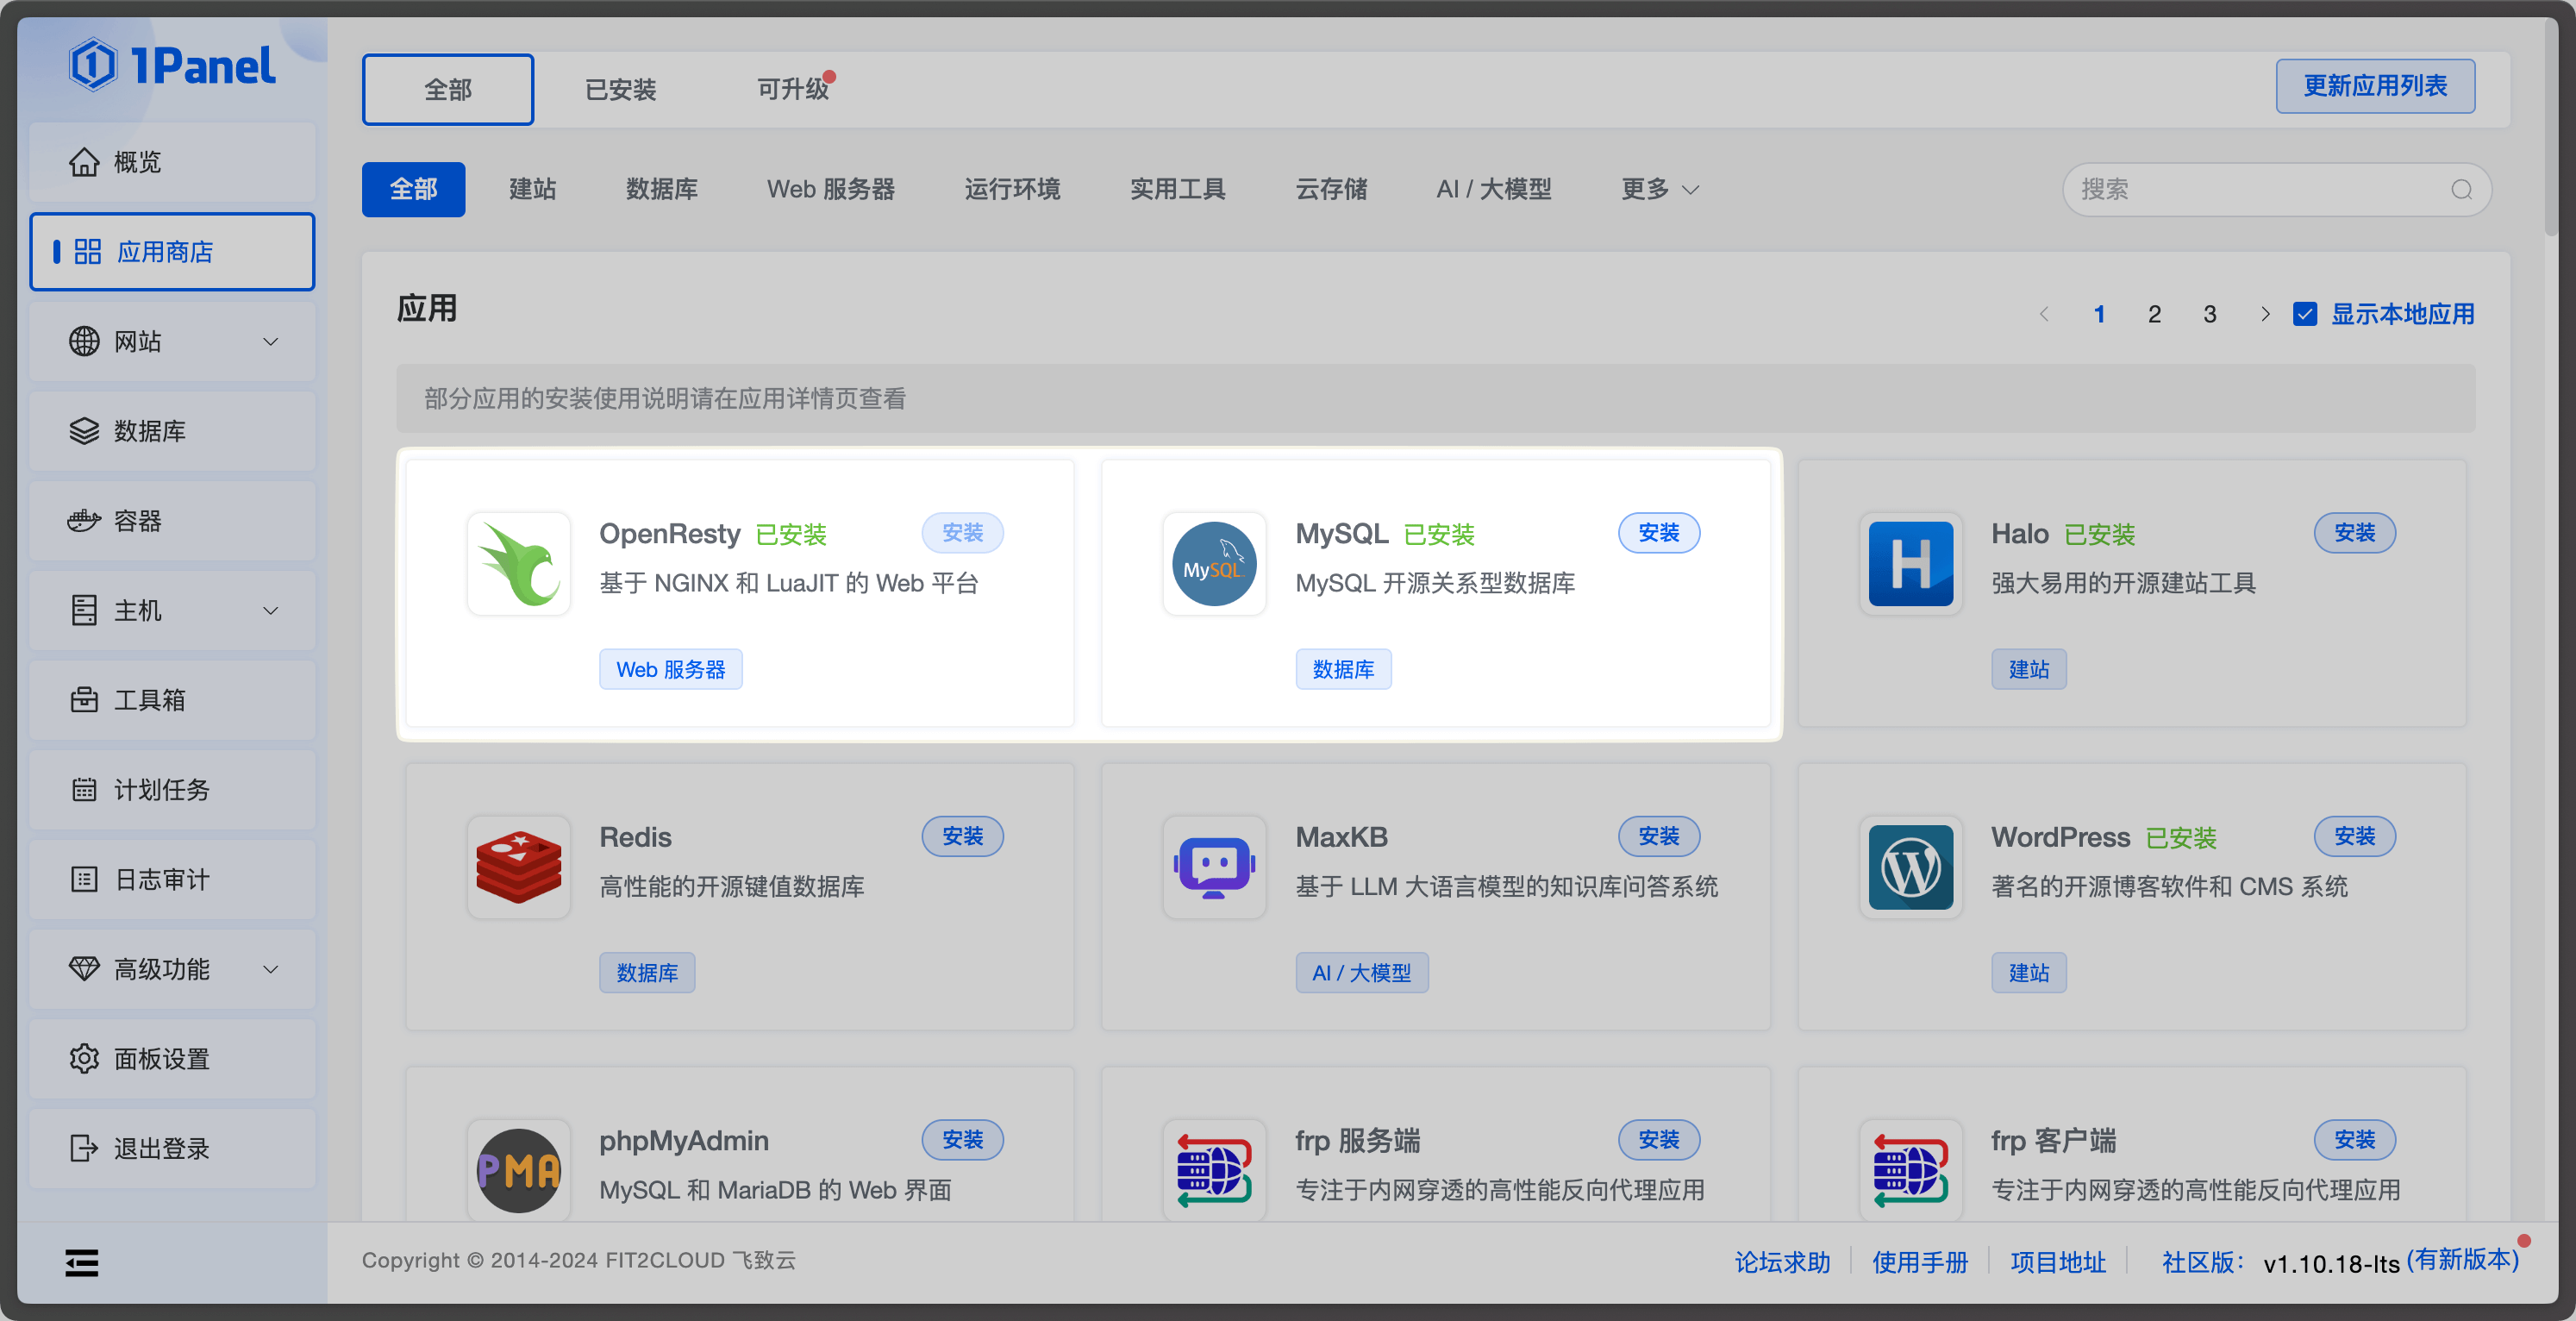 1Panel
概览
应用商店
网站
数据库
容器
主机
工具箱
计划任务
日志审计
高级功能
面板设置
退出登录
全部
已安装
可升级
更新应用列表
全部
建站
数据库
Web 服务器
运行环境
实用工具
云存储
AI / 大模型
更多
搜索
应用
1
2
3
显示本地应用
部分应用的安装使用说明请在应用详情页查看
OpenResty 已安装
安装
基于 NGINX 和 LuaJIT 的 Web 平台
Web 服务器
MySQL
MySQL 已安装
安装
MySQL 开源关系型数据库
数据库
Halo 已安装
安装
强大易用的开源建站工具
建站
Redis
安装
高性能的开源键值数据库
数据库
MaxKB
安装
基于 LLM 大语言模型的知识库问答系统
AI / 大模型
WordPress 已安装
安装
著名的开源博客软件和 CMS 系统
建站
PMA
phpMyAdmin
安装
MySQL 和 MariaDB 的 Web 界面
frp 服务端
安装
专注于内网穿透的高性能反向代理应用
frp 客户端
安装
专注于内网穿透的高性能反向代理应用
Copyright © 2014-2024 FIT2CLOUD 飞致云
论坛求助
使用手册
项目地址
社区版： v1.10.18-lts (有新版本)